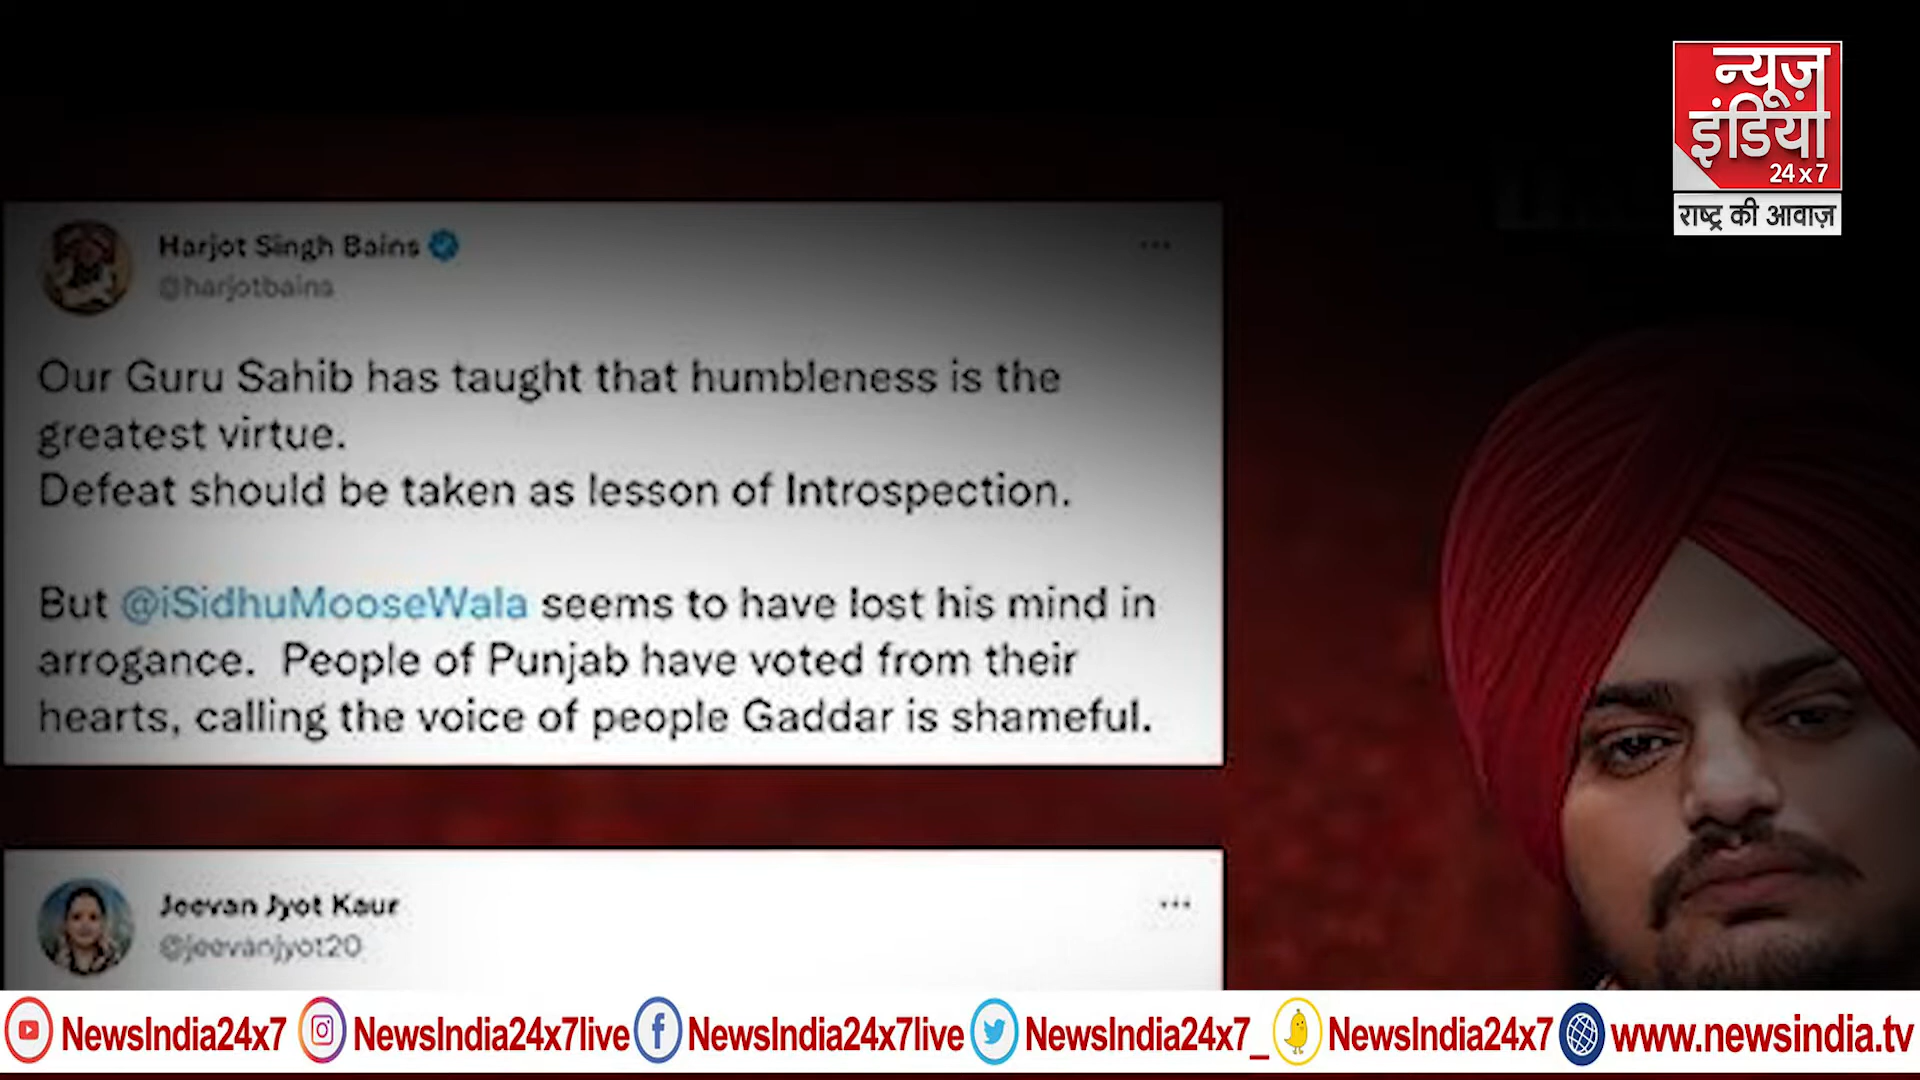 न्यूज़
इंडिया
24x7
राष्ट्र की आवाज़
Harjot Singh Bains
@harjotbains
Our Guru Sahib has taught that humbleness is the
greatest virtue.
Defeat should be taken as lesson of Introspection.
But @iSidhuMooseWala seems to have lost his mind in
arrogance. People of Punjab have voted from their
hearts, calling the voice of people Gaddar is shameful.
Jeevan Jyot Kaur
@jeevanjyot20
NewsIndia24x7 NewsIndia24x7live NewsIndia24x7live NewsIndia24x7_ NewsIndia24x7 www.newsindia.tv